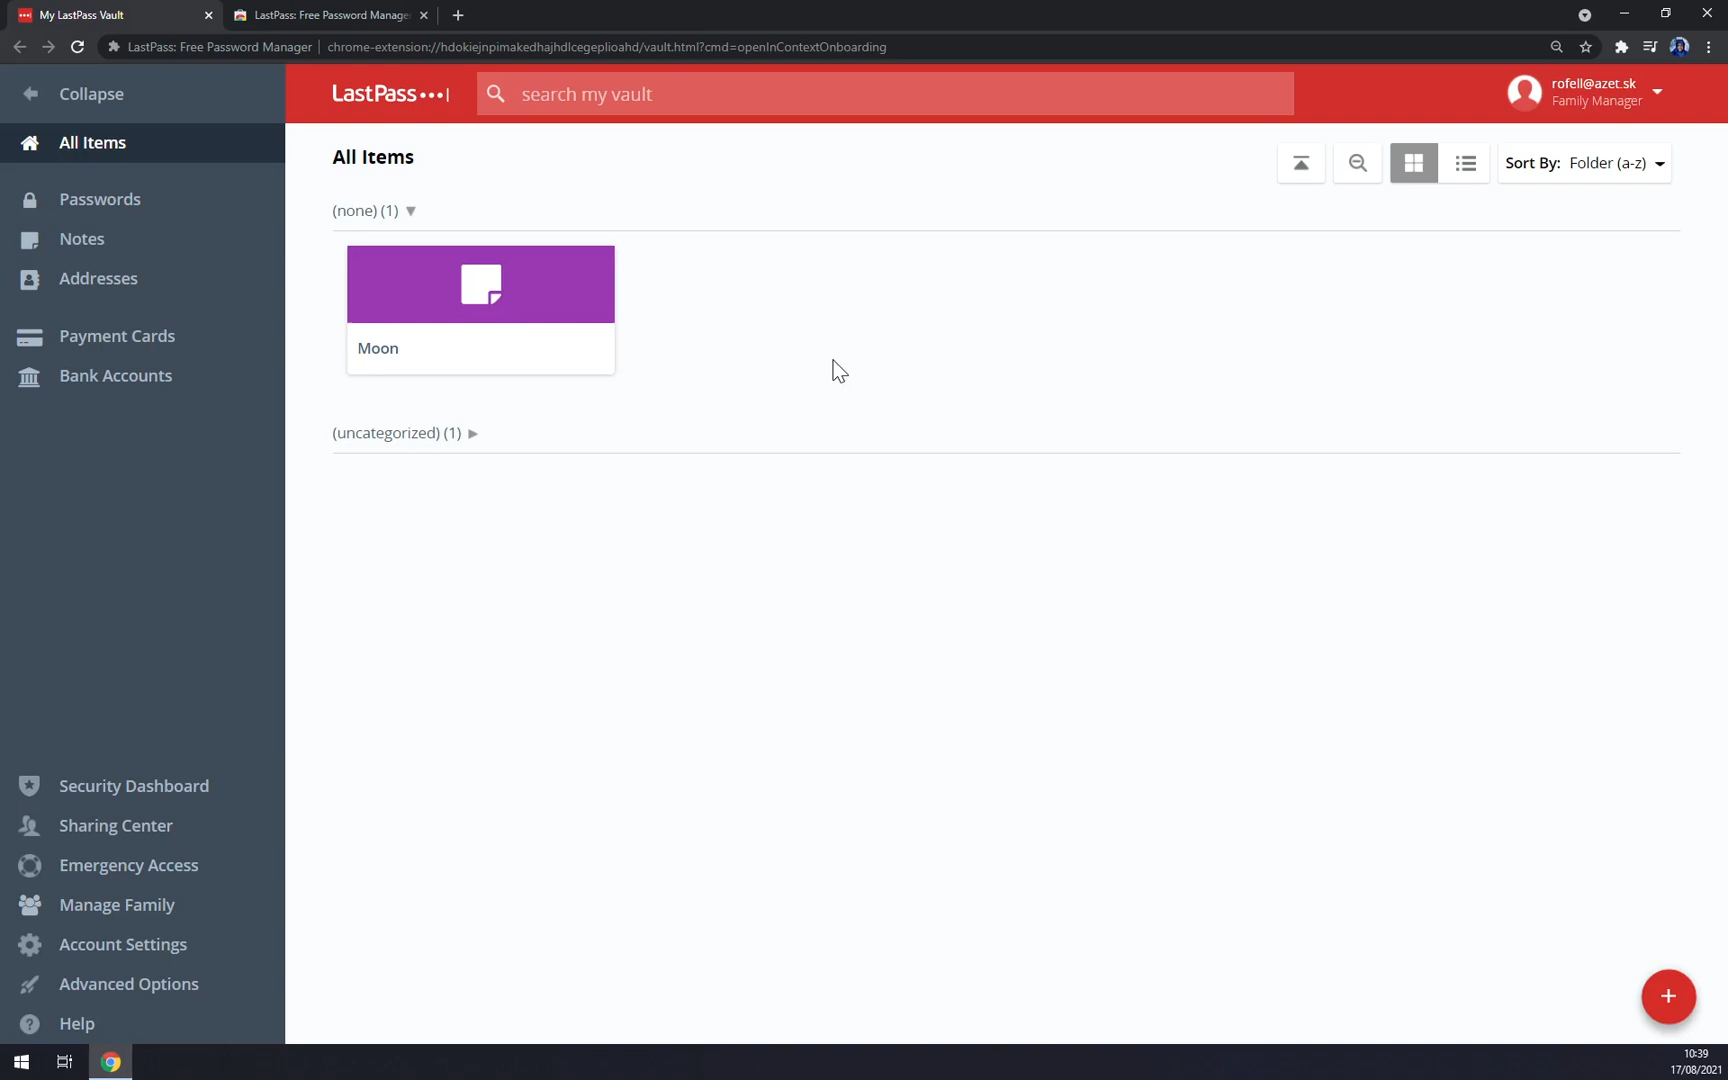 My LastPass Vault
LastPass: Free Password Manage
LastPass: Free Password Manager | chrome-extension://hdokiejnpimakedhajhdlcegeplioahd/vault.html?cmd=openInContextOnboarding
Collapse
LastPass
search my vault
rofell@azet.sk
Family Manager
All Items
All Items
Sort By: Folder (a-z)
Passwords
(none) (1)
Notes
Addresses
Payment Cards
Moon
Bank Accounts
(uncategorized) (1)
Security Dashboard
Sharing Center
Emergency Access
Manage Family
Account Settings
Advanced Options
Help
10:39
17/08/2021